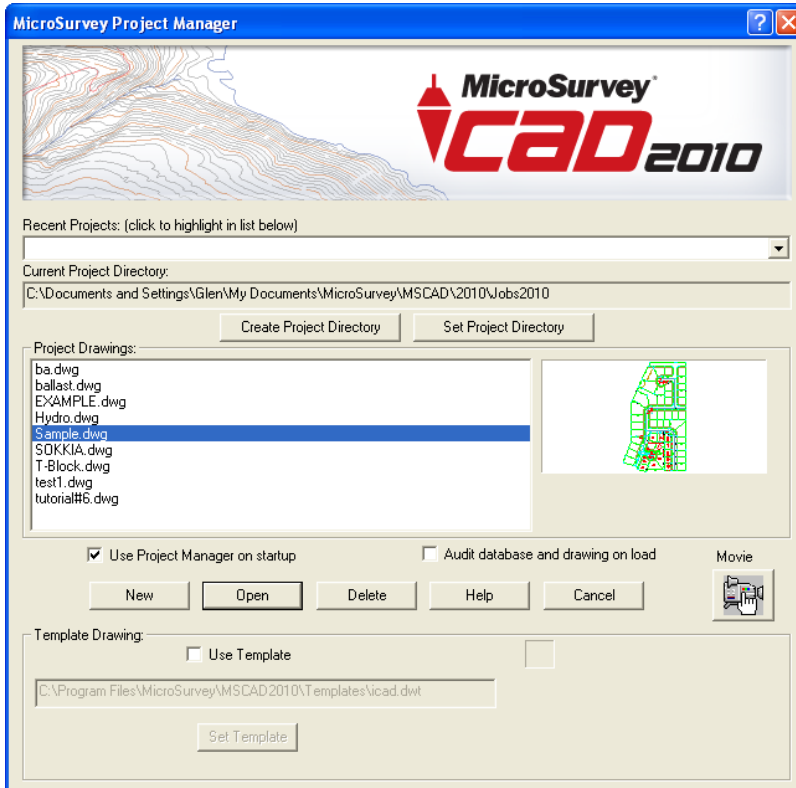 MicroSurvey Project Manager
MicroSurvey
iCAD 2010
Recent Projects: (click to highlight in list below)
Current Project Directory:
C:\Documents and Settings\Glen\My Documents\MicroSurvey\MSCAD\2010\Jobs2010
Create Project Directory Set Project Directory
Project Drawings:
ba.dwg
ballast.dwg
EXAMPLE.dwg
Hydro.dwg
Sample.dwg
SOKKIA.dwg
T-Block.dwg
test1.dwg
tutorial#6.dwg
Use Project Manager on startup Audit database and drawing on load Movie
New Open Delete Help Cancel
Template Drawing:
Use Template
C:\Program Files\MicroSurvey\MSCAD2010\Templates\icad.dwt
Set Template